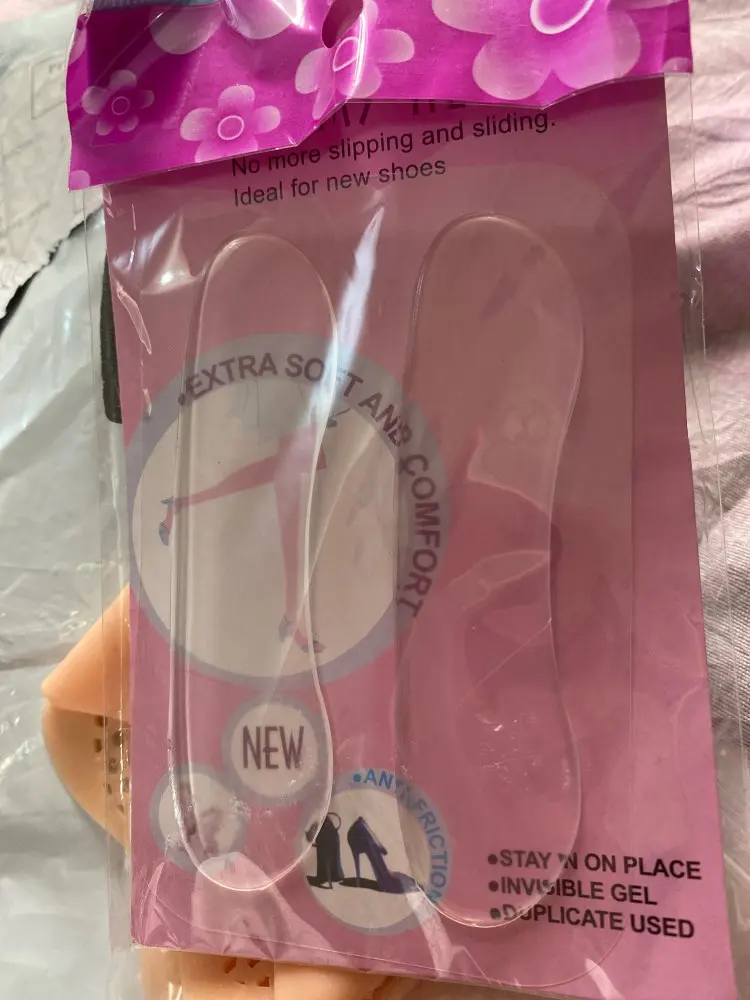 No more slipping and sliding.
Ideal for new shoes
•EXTRA SOFT AND COMFORT
NEW
•ANTI-FRICTION
•STAY IN ON PLACE
•INVISIBLE GEL
•DUPLICATE USED